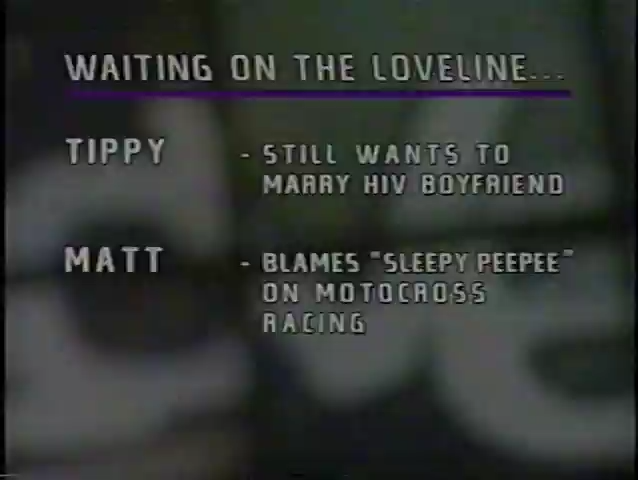 WAITING ON THE LOVELINE...
TIPPY - STILL WANTS TO
MARRY HIV BOYFRIEND
MATT - BLAMES "SLEEPY PEEPEE"
ON MOTOCROSS
RACING